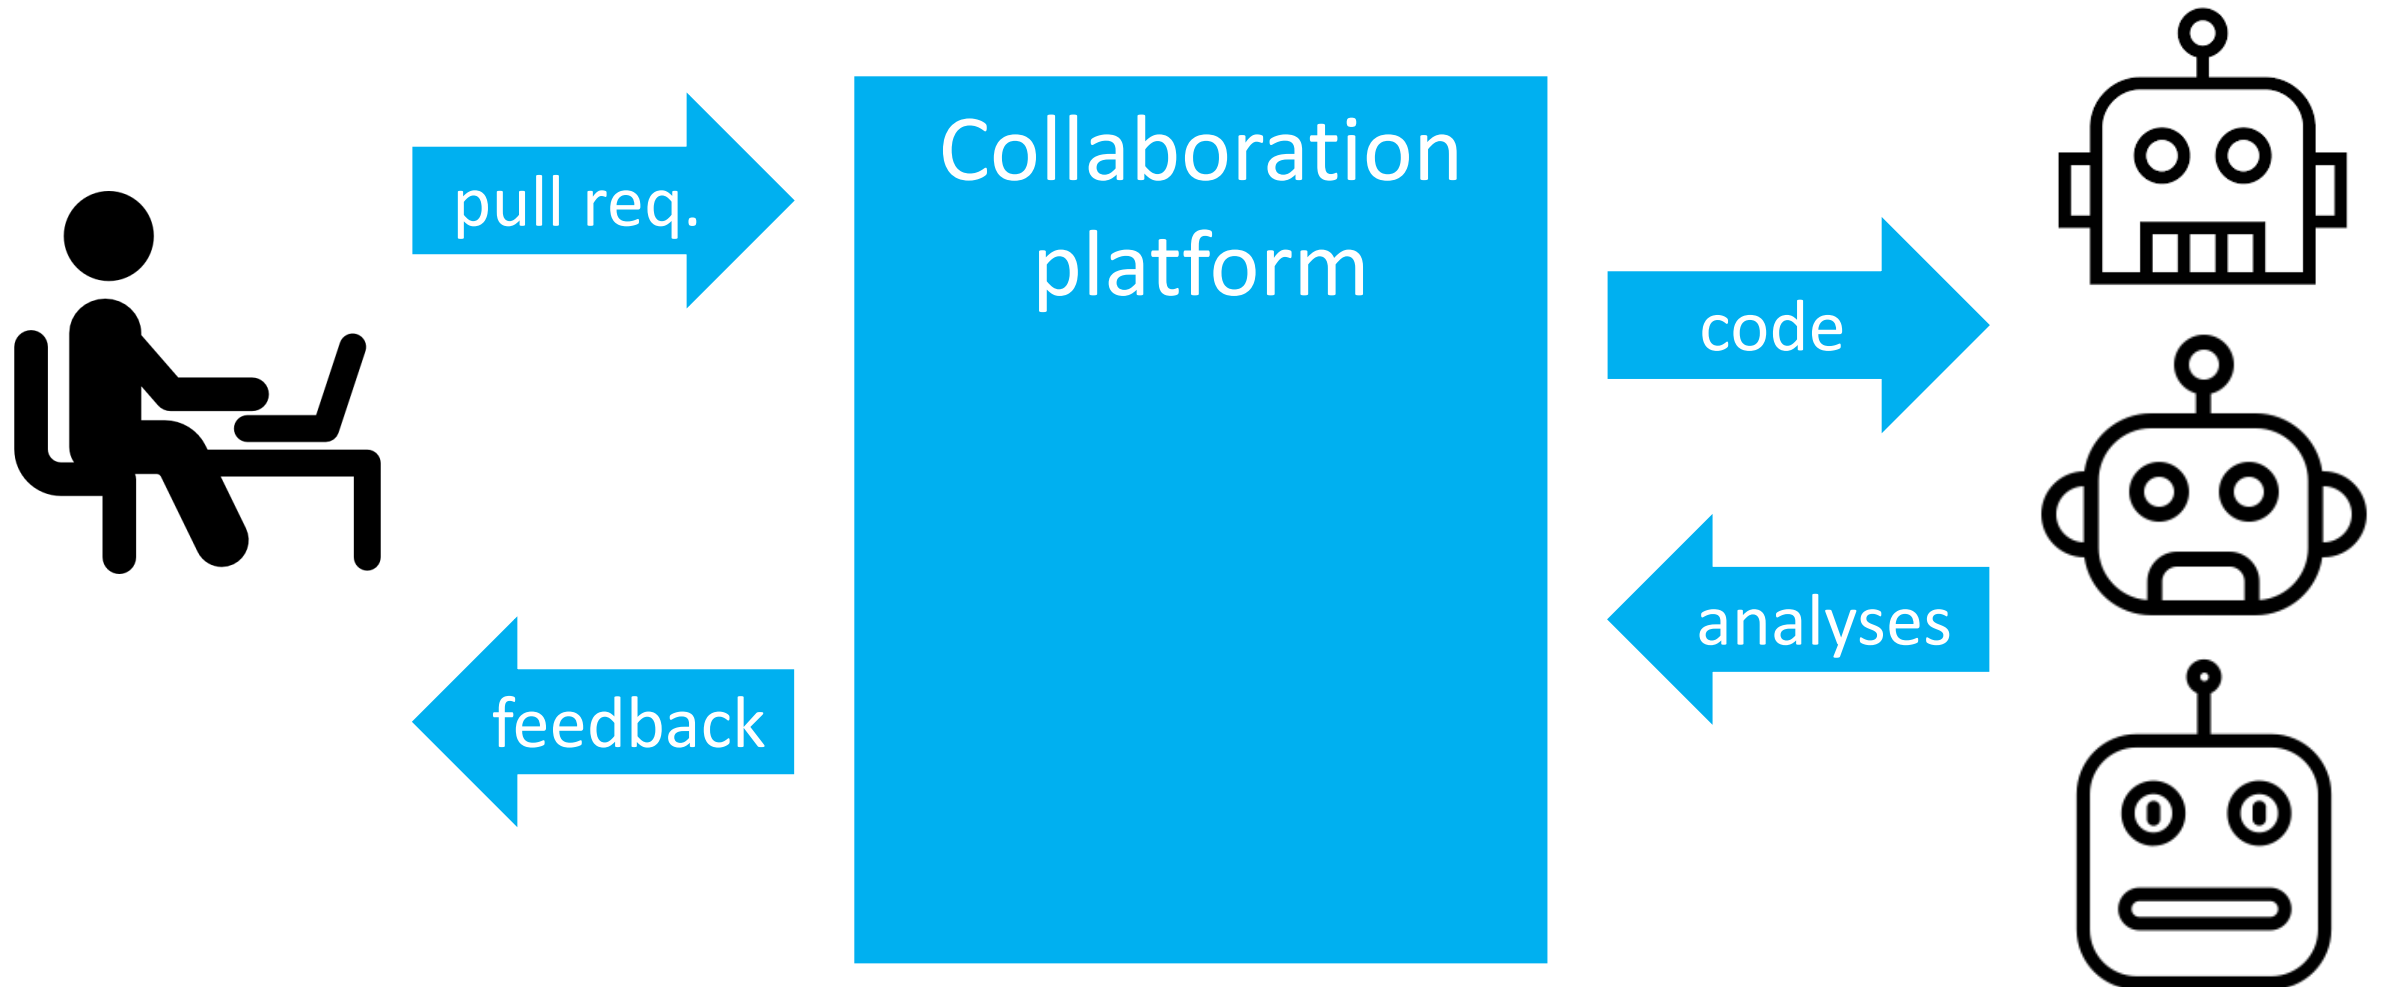 Collaboration
platform
pull req.
code
analyses
feedback